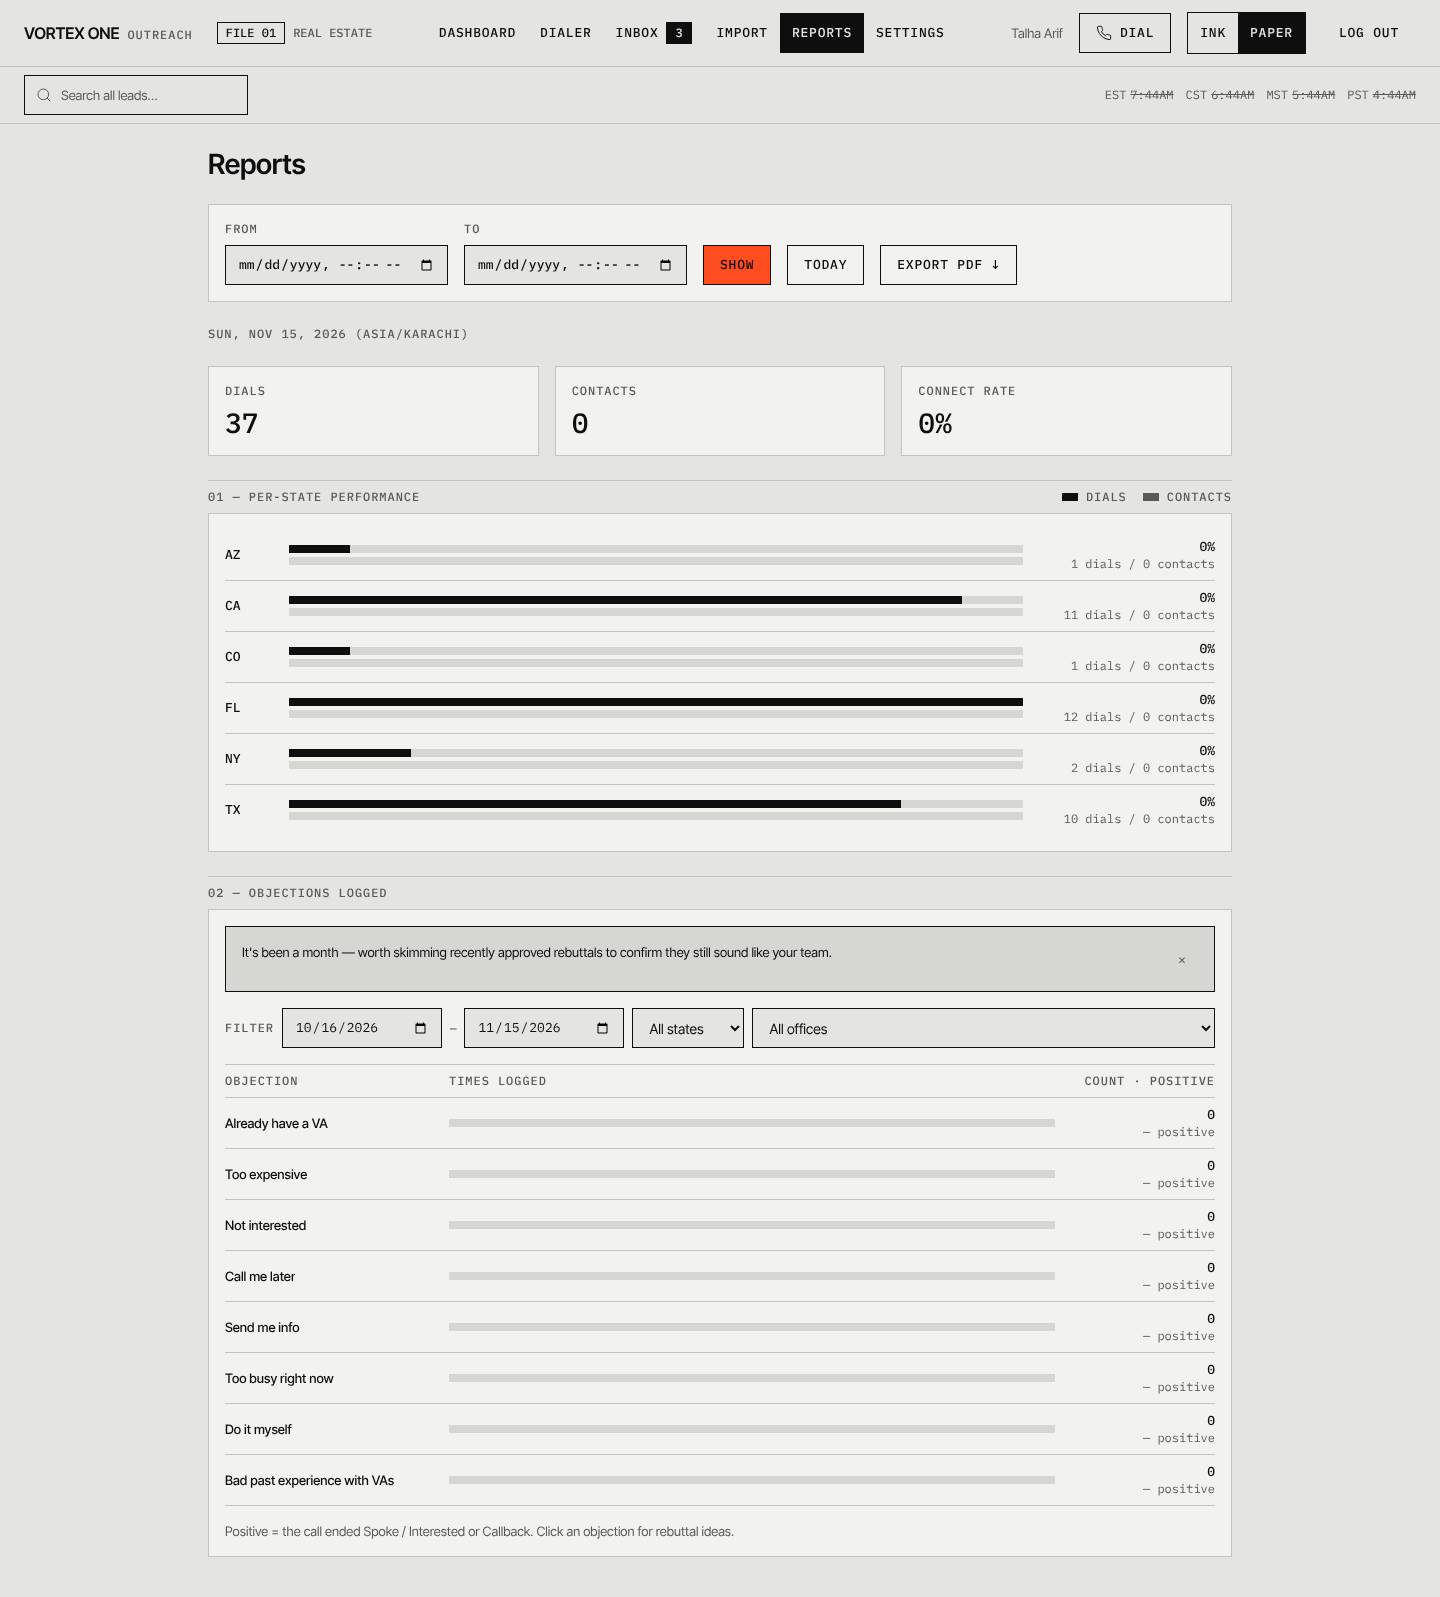 VORTEX ONE OUTREACH FILE 01 REAL ESTATE DASHBOARD DIALER INBOX 3 IMPORT REPORTS SETTINGS Talha Arif DIAL INK PAPER LOG OUT
Search all leads... EST 7:44AM CST 6:44AM MST 5:44AM PST 4:44AM
Reports
FROM TO
mm/dd/yyyy, --:-- -- mm/dd/yyyy, --:-- -- SHOW TODAY EXPORT PDF ↓
SUN, NOV 15, 2026 (ASIA/KARACHI)
DIALS CONTACTS CONNECT RATE
37 0 0%
01 — PER-STATE PERFORMANCE DIALS CONTACTS
AZ 0%
1 dials / 0 contacts
CA 0%
11 dials / 0 contacts
CO 0%
1 dials / 0 contacts
FL 0%
12 dials / 0 contacts
NY 0%
2 dials / 0 contacts
TX 0%
10 dials / 0 contacts
02 — OBJECTIONS LOGGED
It's been a month — worth skimming recently approved rebuttals to confirm they still sound like your team. ×
FILTER 10/16/2026 – 11/15/2026 All states All offices
OBJECTION TIMES LOGGED COUNT · POSITIVE
Already have a VA 0
— positive
Too expensive 0
— positive
Not interested 0
— positive
Call me later 0
— positive
Send me info 0
— positive
Too busy right now 0
— positive
Do it myself 0
— positive
Bad past experience with VAs 0
— positive
Positive = the call ended Spoke / Interested or Callback. Click an objection for rebuttal ideas.